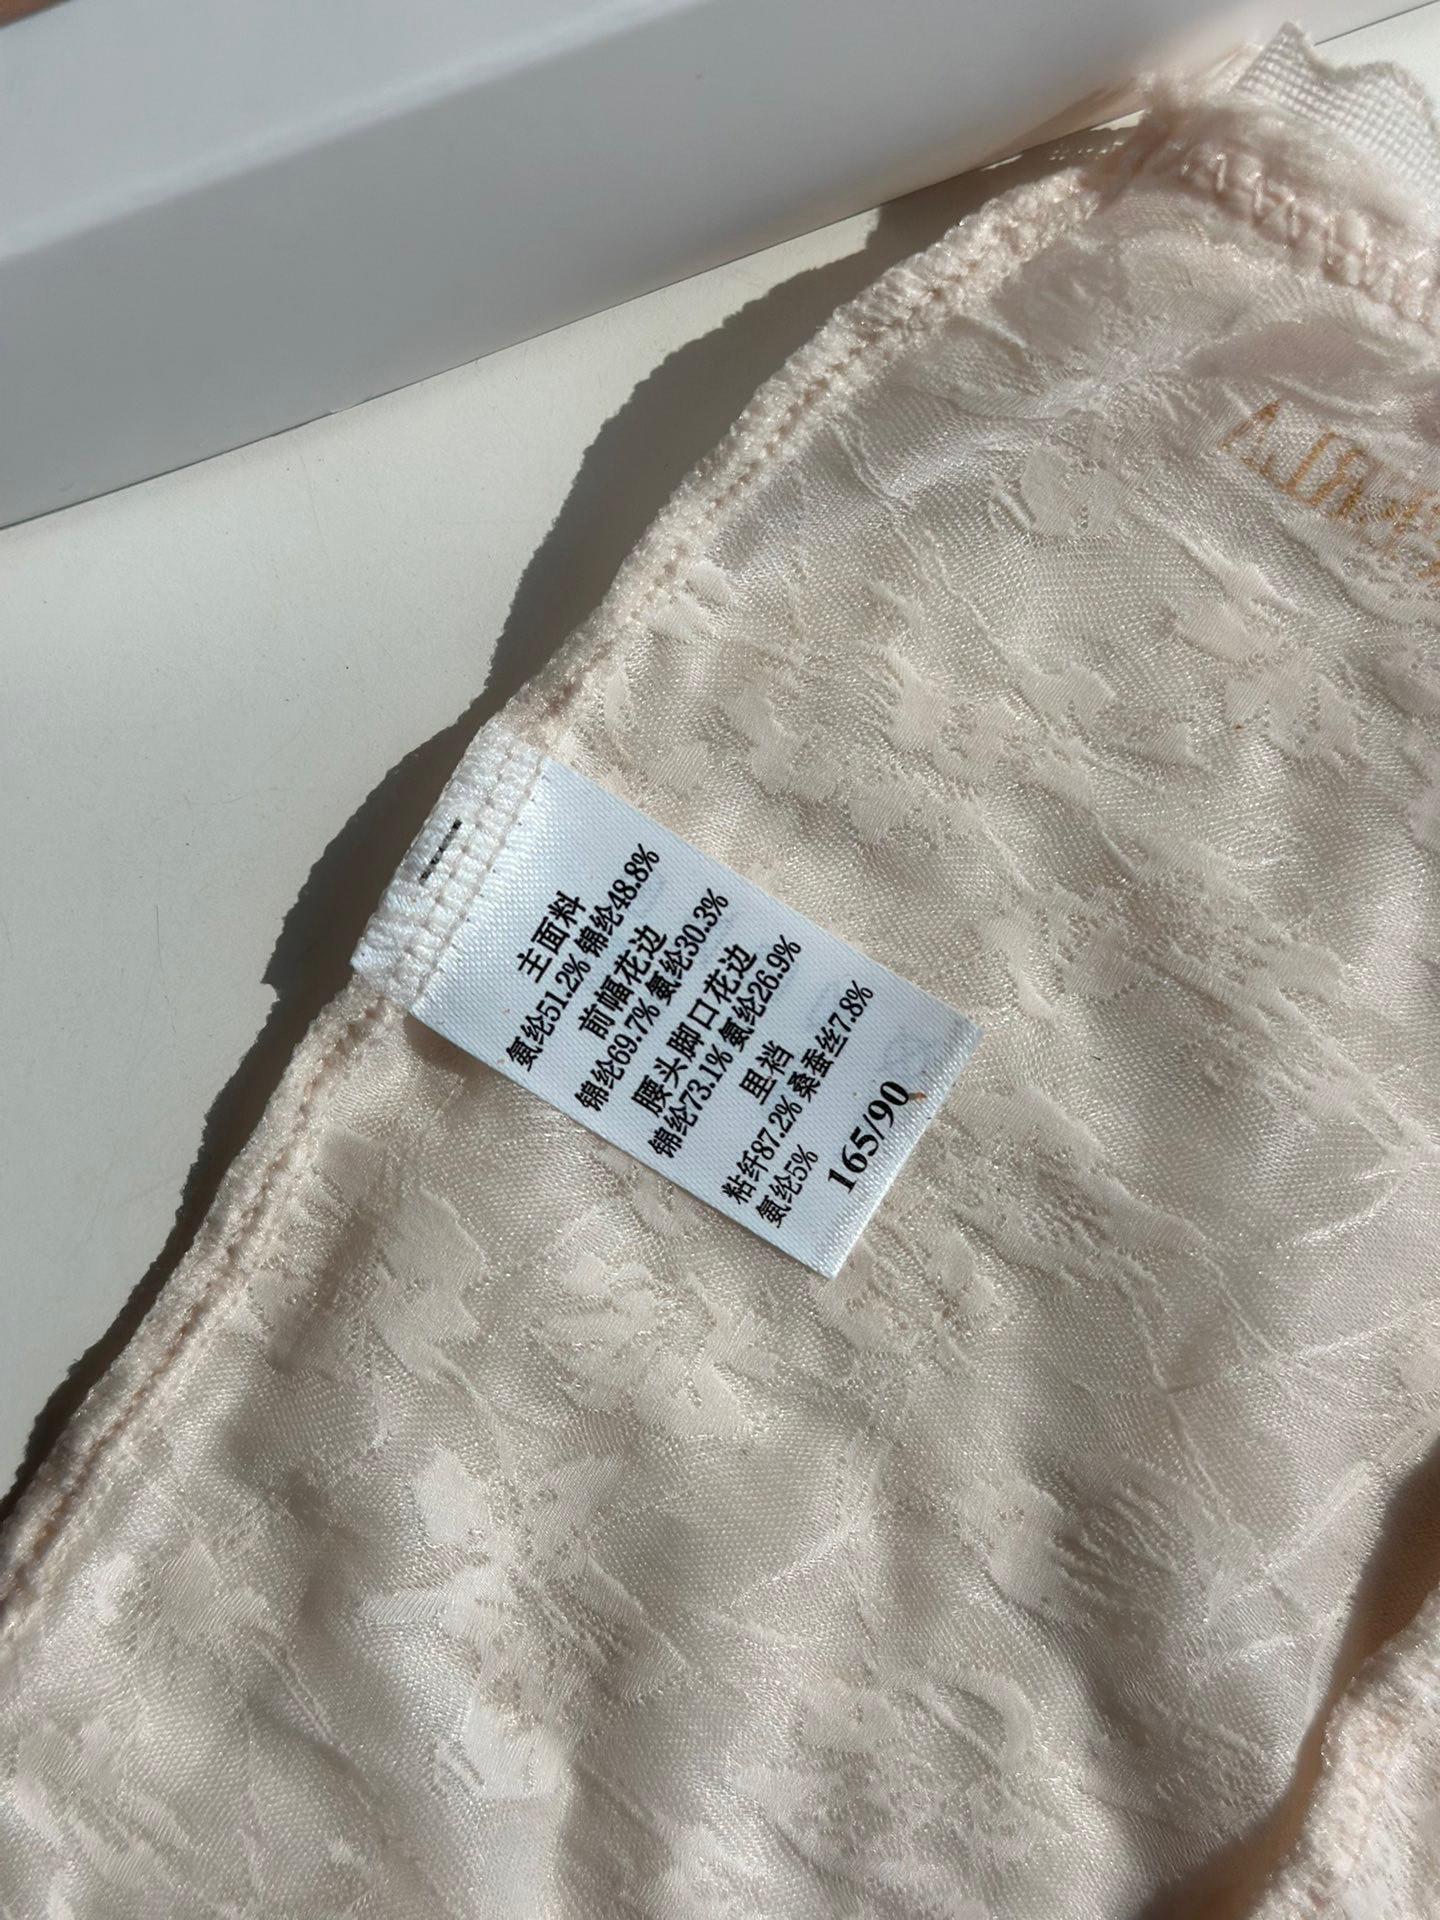 主面料
氨纶51.2% 锦纶48.8%
前幅花边
锦纶69.7% 氨纶30.3%
腰头脚口花边
锦纶73.1% 氨纶26.9%
里裆
粘纤87.2% 桑蚕丝7.8%
氨纶5%
165/90